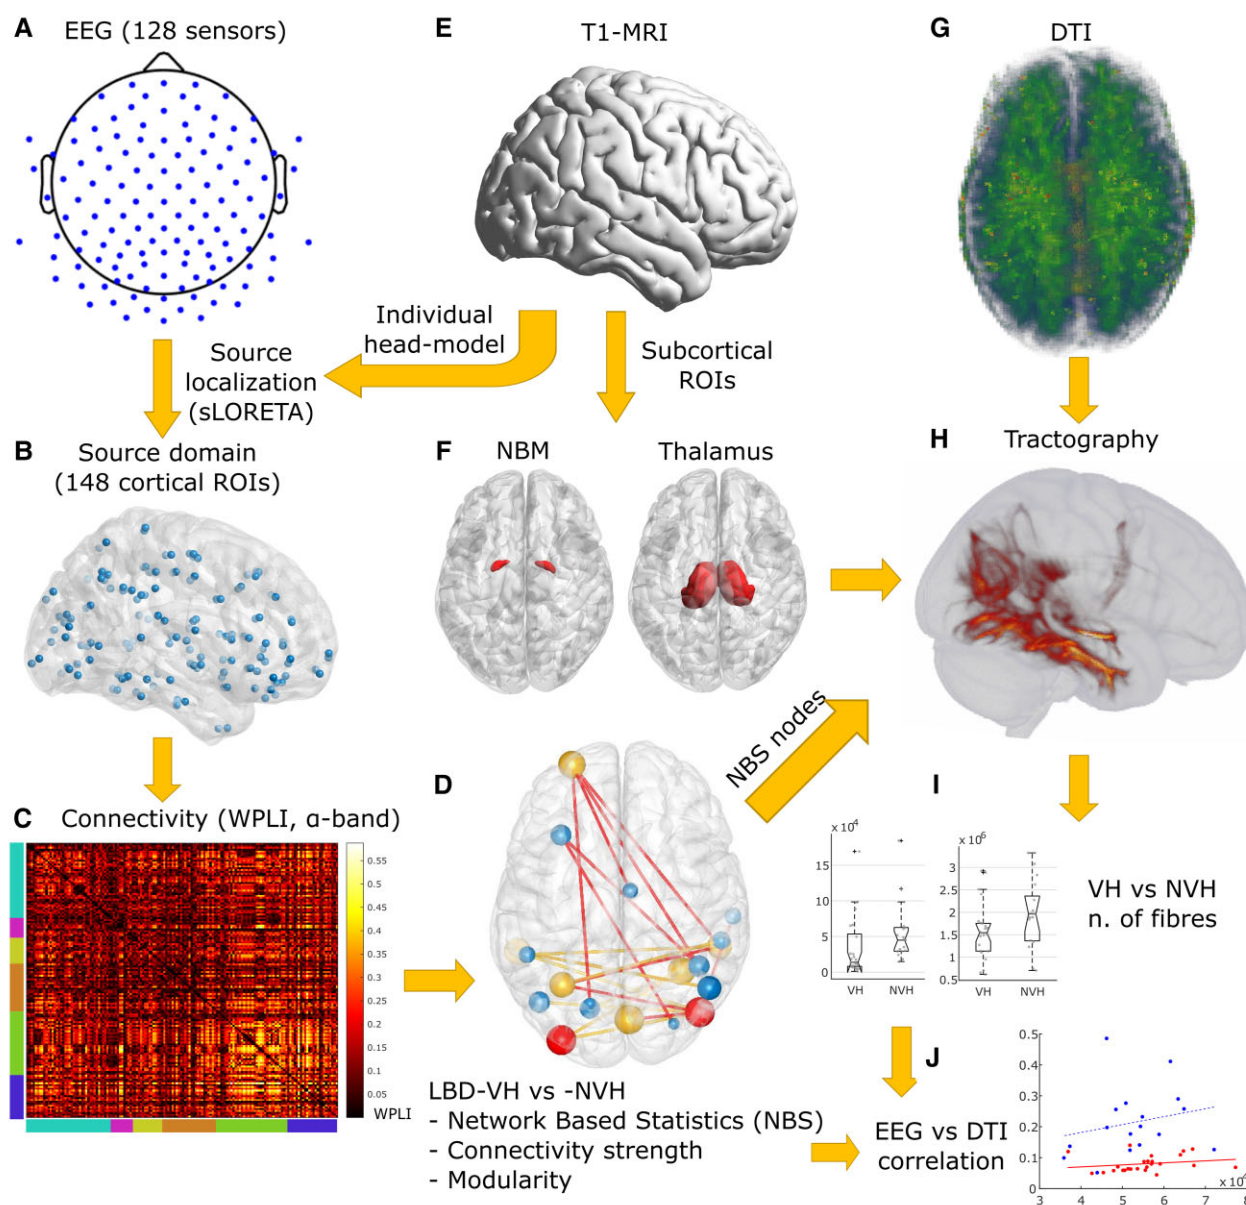 A
EEG (128 sensors)
E
T1-MRI
G
DTI
Individual
head-model
Source
localization
(sLORETA)
Subcortical
ROIs
B
Source domain
(148 cortical ROIs)
F
NBM
Thalamus
H
Tractography
NBS nodes
C
Connectivity (WPLI, α-band)
0.55
0.5
0.45
0.4
0.35
0.3
0.25
0.2
0.15
0.1
0.05
WPLI
D
LBD-VH vs -NVH
- Network Based Statistics (NBS)
- Connectivity strength
- Modularity
I
x 10⁴
15
10
5
0
VH
NVH
x 10⁶
3
2.5
2
1.5
1
0.5
VH
NVH
VH vs NVH
n. of fibres
J
EEG vs DTI
correlation
0.5
0.4
0.3
0.2
0.1
0
3
4
5
6
7
8